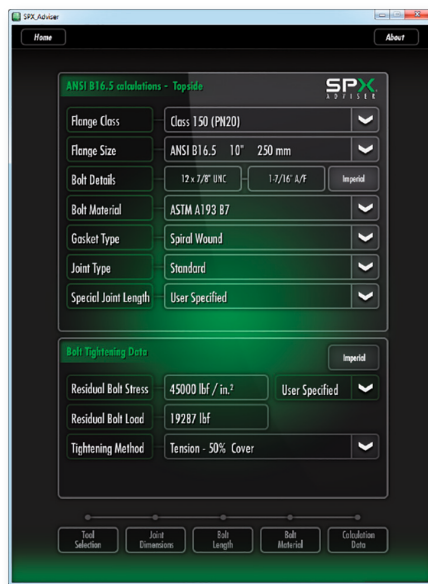 SPX_Adviser
Home About
ANSI B16.5 calculations - Topside
SPX
ADVISER
Flange Class Class 150 (PN20)
Flange Size ANSI B16.5 10" 250 mm
Bolt Details 12 x 7/8" UNC 1-7/16" A/F Imperial
Bolt Material ASTM A193 B7
Gasket Type Spiral Wound
Joint Type Standard
Special Joint Length User Specified
Bolt Tightening Data Imperial
Residual Bolt Stress 45000 lbf / in.² User Specified
Residual Bolt Load 19287 lbf
Tightening Method Tension - 50% Cover
Tool Joint Bolt Bolt Calculation
Selection Dimensions Length Material Data